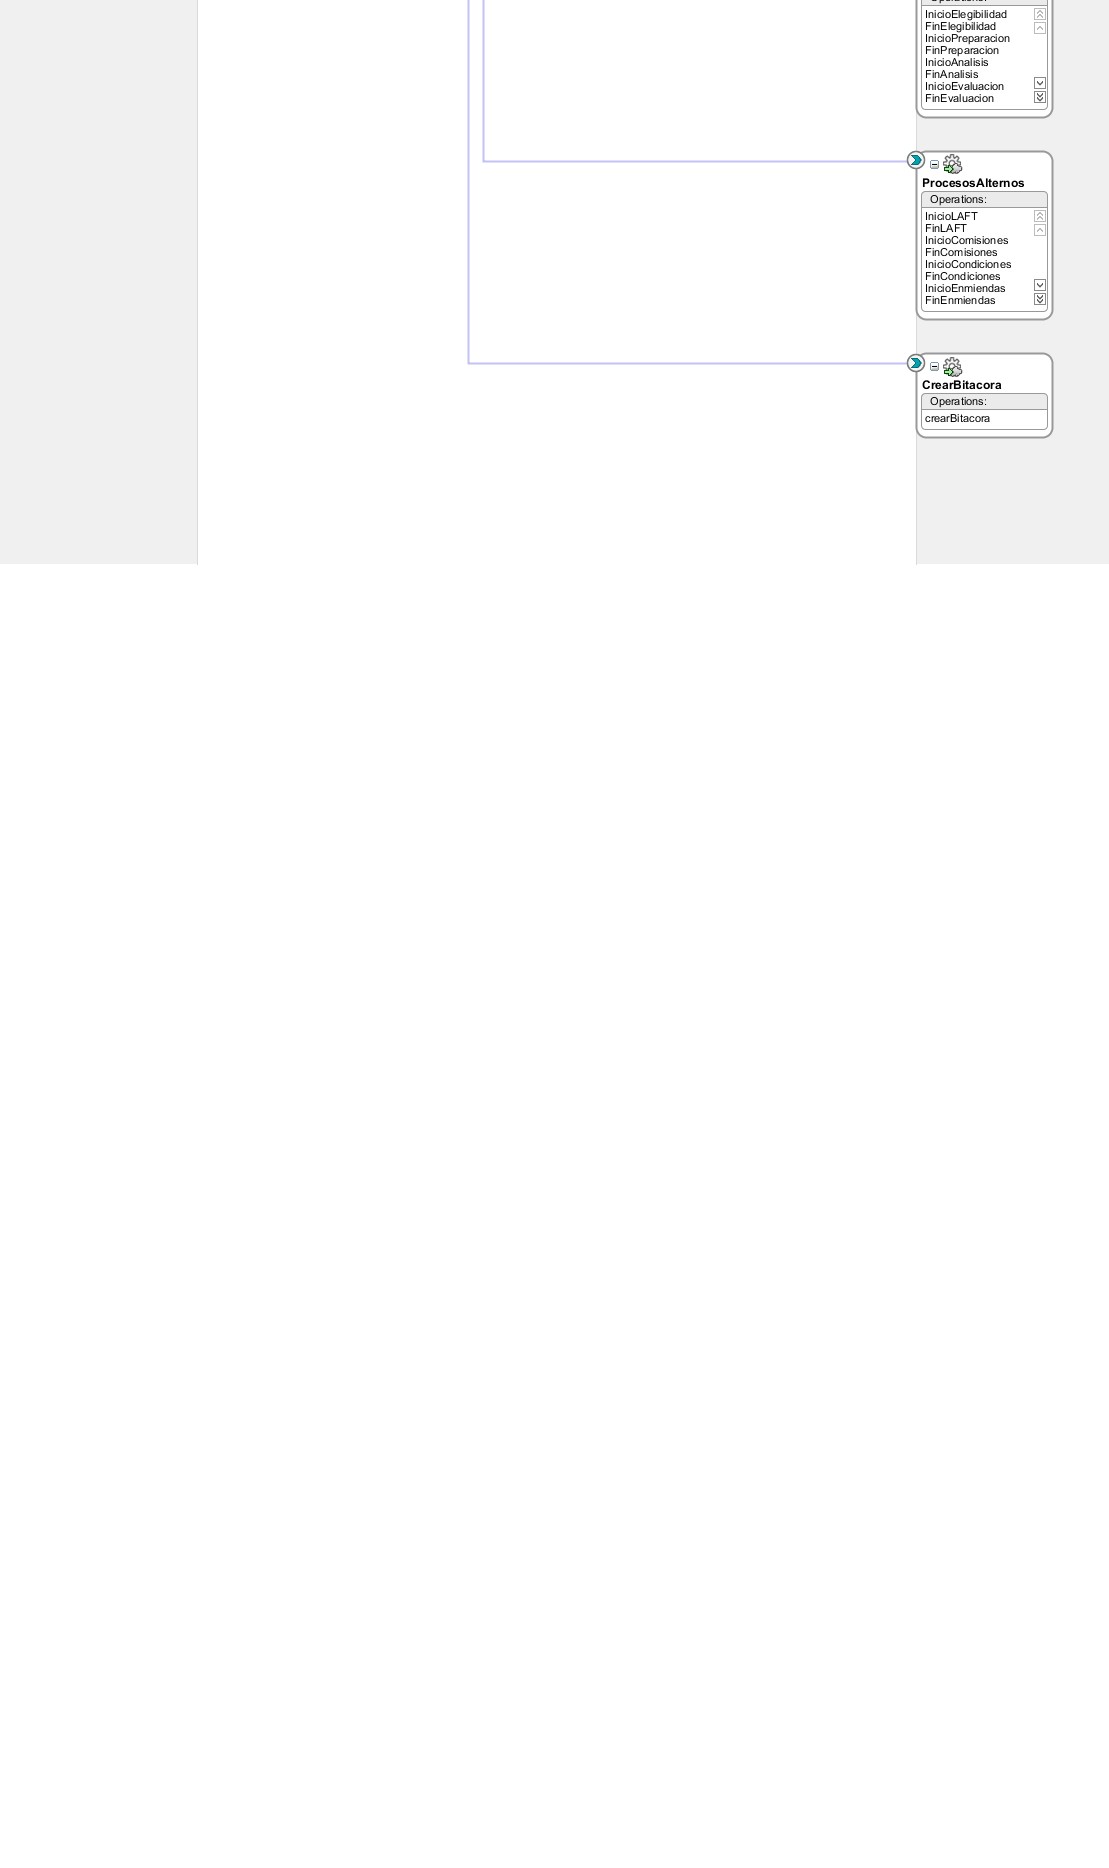 Operations:
InicioElegibilidad
FinElegibilidad
InicioPreparacion
FinPreparacion
InicioAnalisis
FinAnalisis
InicioEvaluacion
FinEvaluacion
ProcesosAlternos
Operations:
InicioLAFT
FinLAFT
InicioComisiones
FinComisiones
InicioCondiciones
FinCondiciones
InicioEnmiendas
FinEnmiendas
CrearBitacora
Operations:
crearBitacora